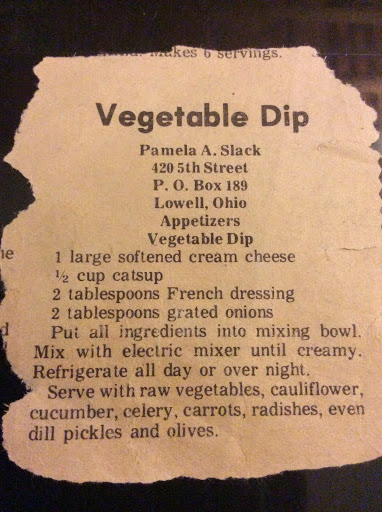 Makes 6 servings.
Vegetable Dip
Pamela A. Slack
420 5th Street
P. O. Box 189
Lowell, Ohio
Appetizers
Vegetable Dip
1 large softened cream cheese
½ cup catsup
2 tablespoons French dressing
2 tablespoons grated onions
Put all ingredients into mixing bowl.
Mix with electric mixer until creamy.
Refrigerate all day or over night.
Serve with raw vegetables, cauliflower,
cucumber, celery, carrots, radishes, even
dill pickles and olives.